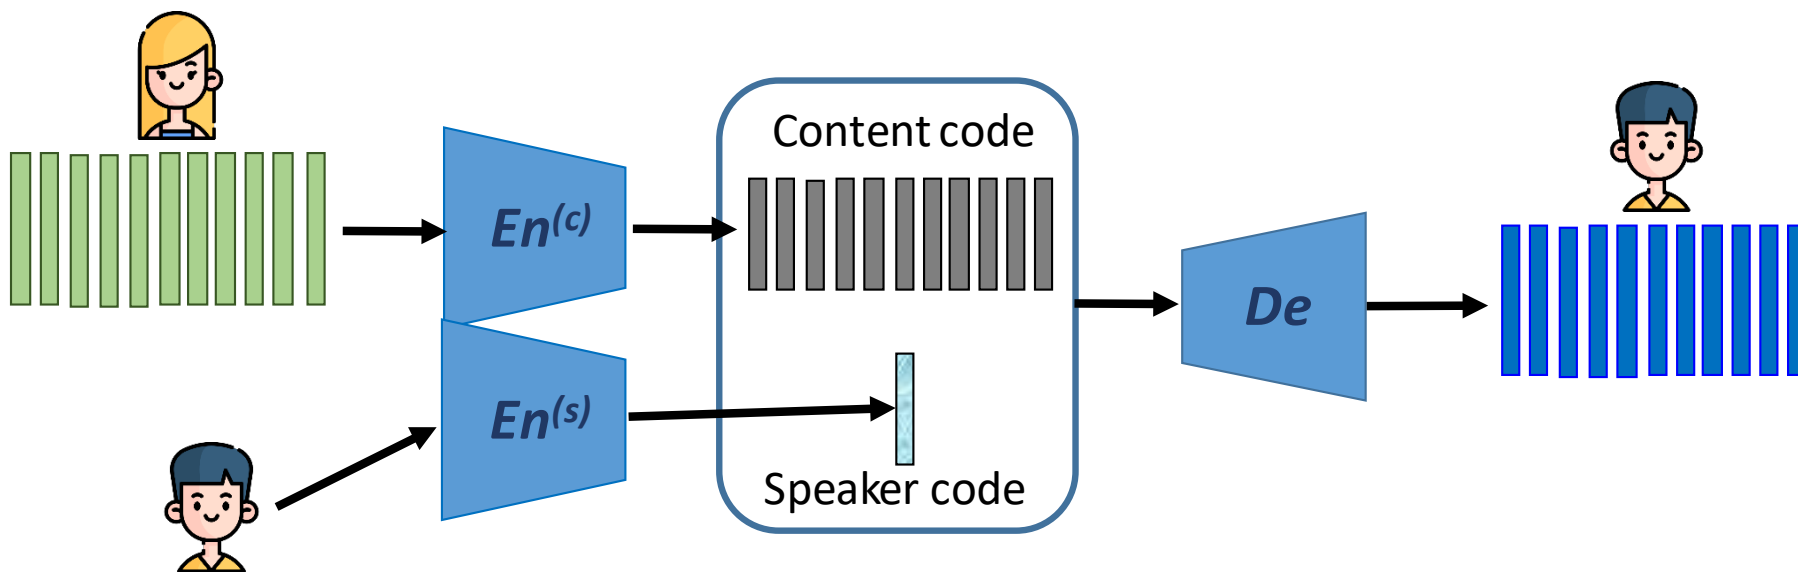 Content code
En(c)
De
En(s)
Speaker code